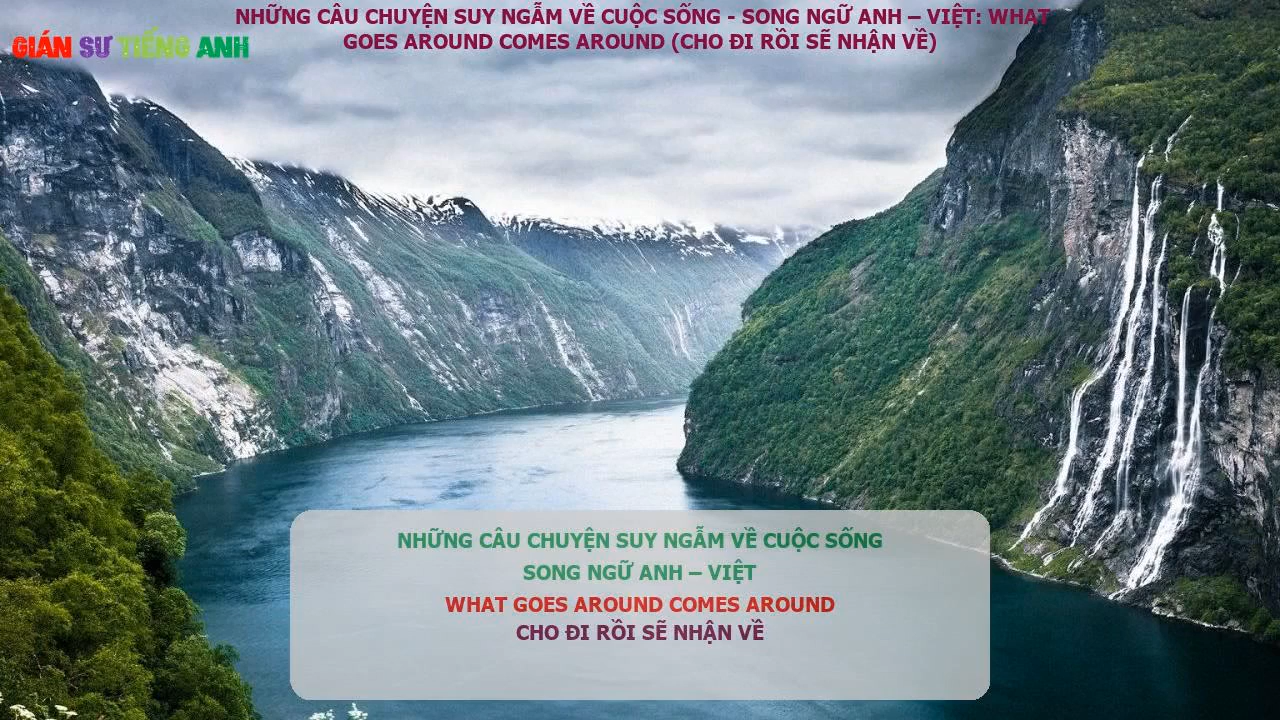 NHỮNG CÂU CHUYỆN SUY NGẪM VỀ CUỘC SỐNG - SONG NGỮ ANH – VIỆT: WHAT
GOES AROUND COMES AROUND (CHO ĐI RỒI SẼ NHẬN VỀ)
GIÁN SƯ TIẾNG ANH
NHỮNG CÂU CHUYỆN SUY NGẪM VỀ CUỘC SỐNG
SONG NGỮ ANH – VIỆT
WHAT GOES AROUND COMES AROUND
CHO ĐI RỒI SẼ NHẬN VỀ